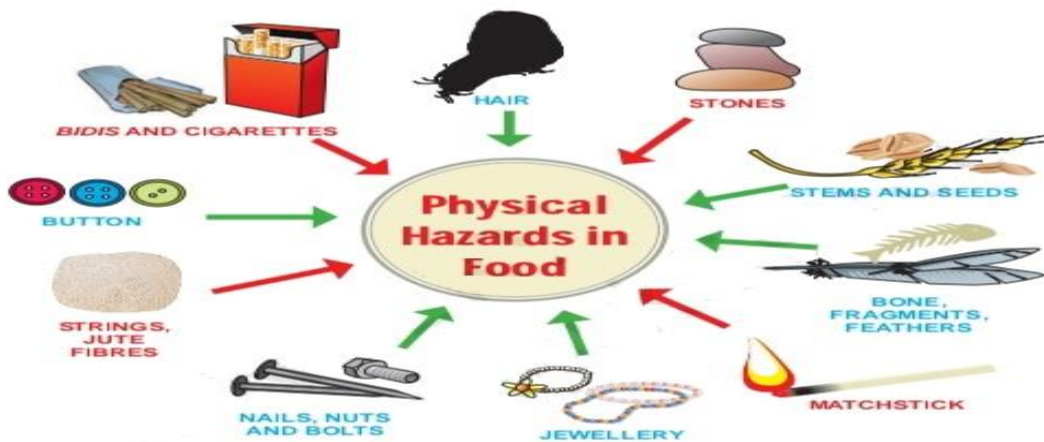 HAIR
STONES
BIDIS AND CIGARETTES
STEMS AND SEEDS
BUTTON
Physical
Hazards in
Food
BONE,
FRAGMENTS,
FEATHERS
STRINGS,
JUTE
FIBRES
NAILS, NUTS
AND BOLTS
JEWELLERY
MATCHSTICK